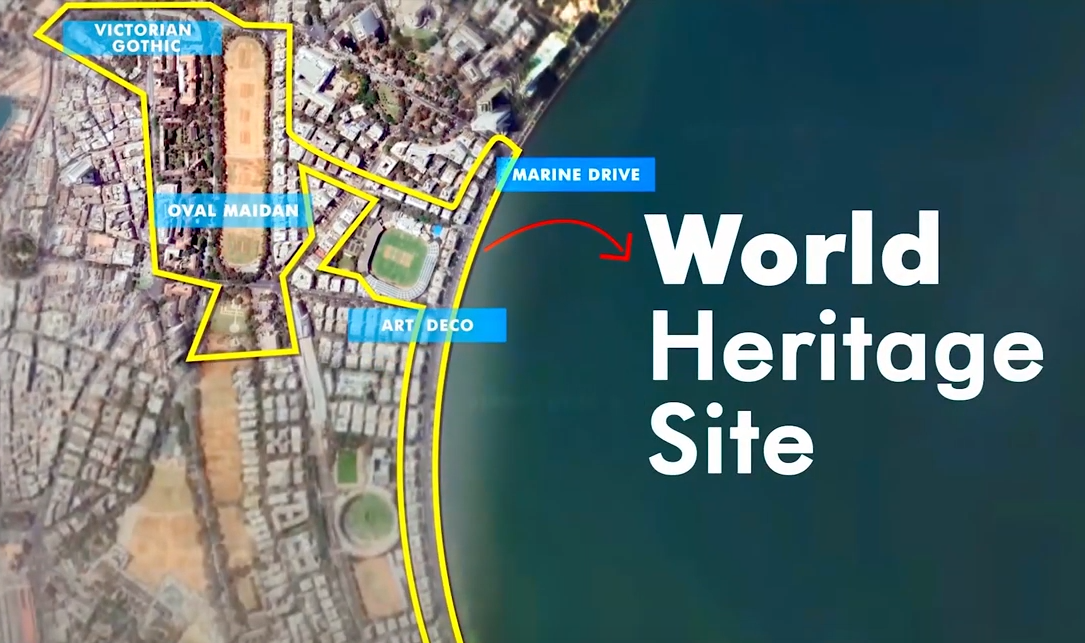 VICTORIAN
GOTHIC
MARINE DRIVE
OVAL MAIDAN
ART DECO
World
Heritage
Site